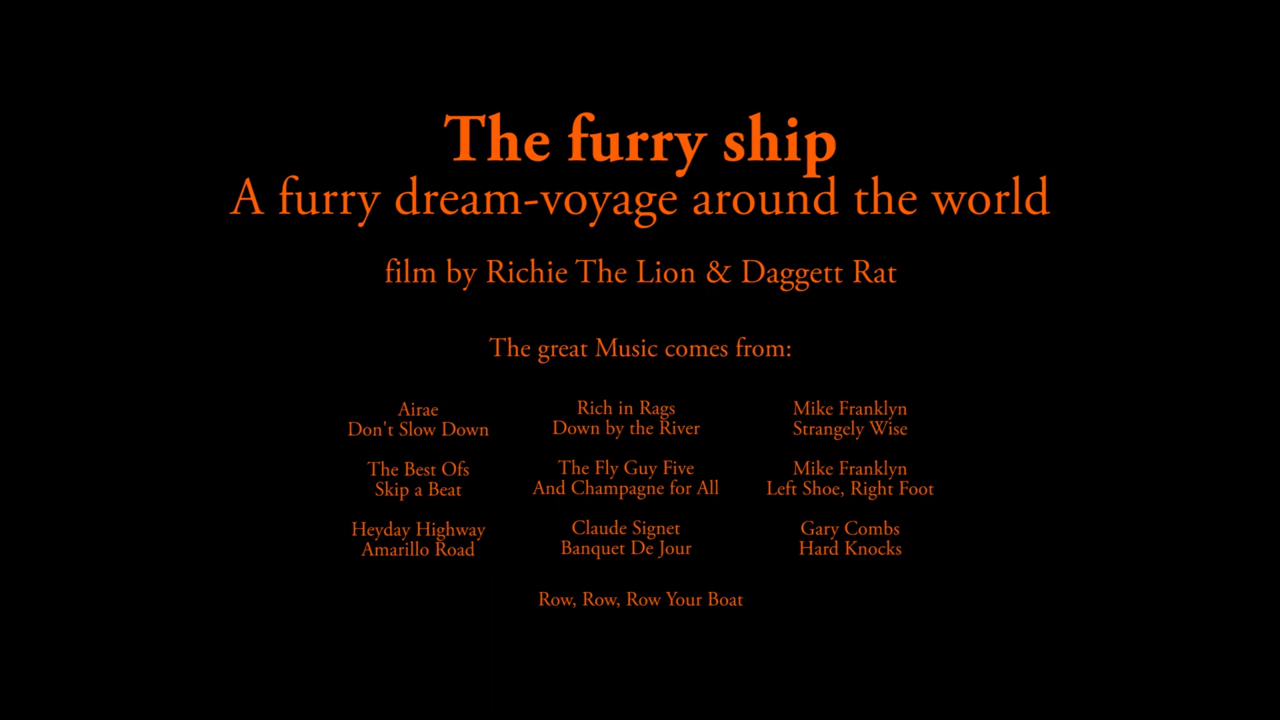 The furry ship
A furry dream-voyage around the world
film by Richie The Lion & Daggett Rat
The great Music comes from:
Airae
Don't Slow Down
Rich in Rags
Down by the River
Mike Franklyn
Strangely Wise
The Best Ofs
Skip a Beat
The Fly Guy Five
And Champagne for All
Mike Franklyn
Left Shoe, Right Foot
Heyday Highway
Amarillo Road
Claude Signet
Banquet De Jour
Gary Combs
Hard Knocks
Row, Row, Row Your Boat